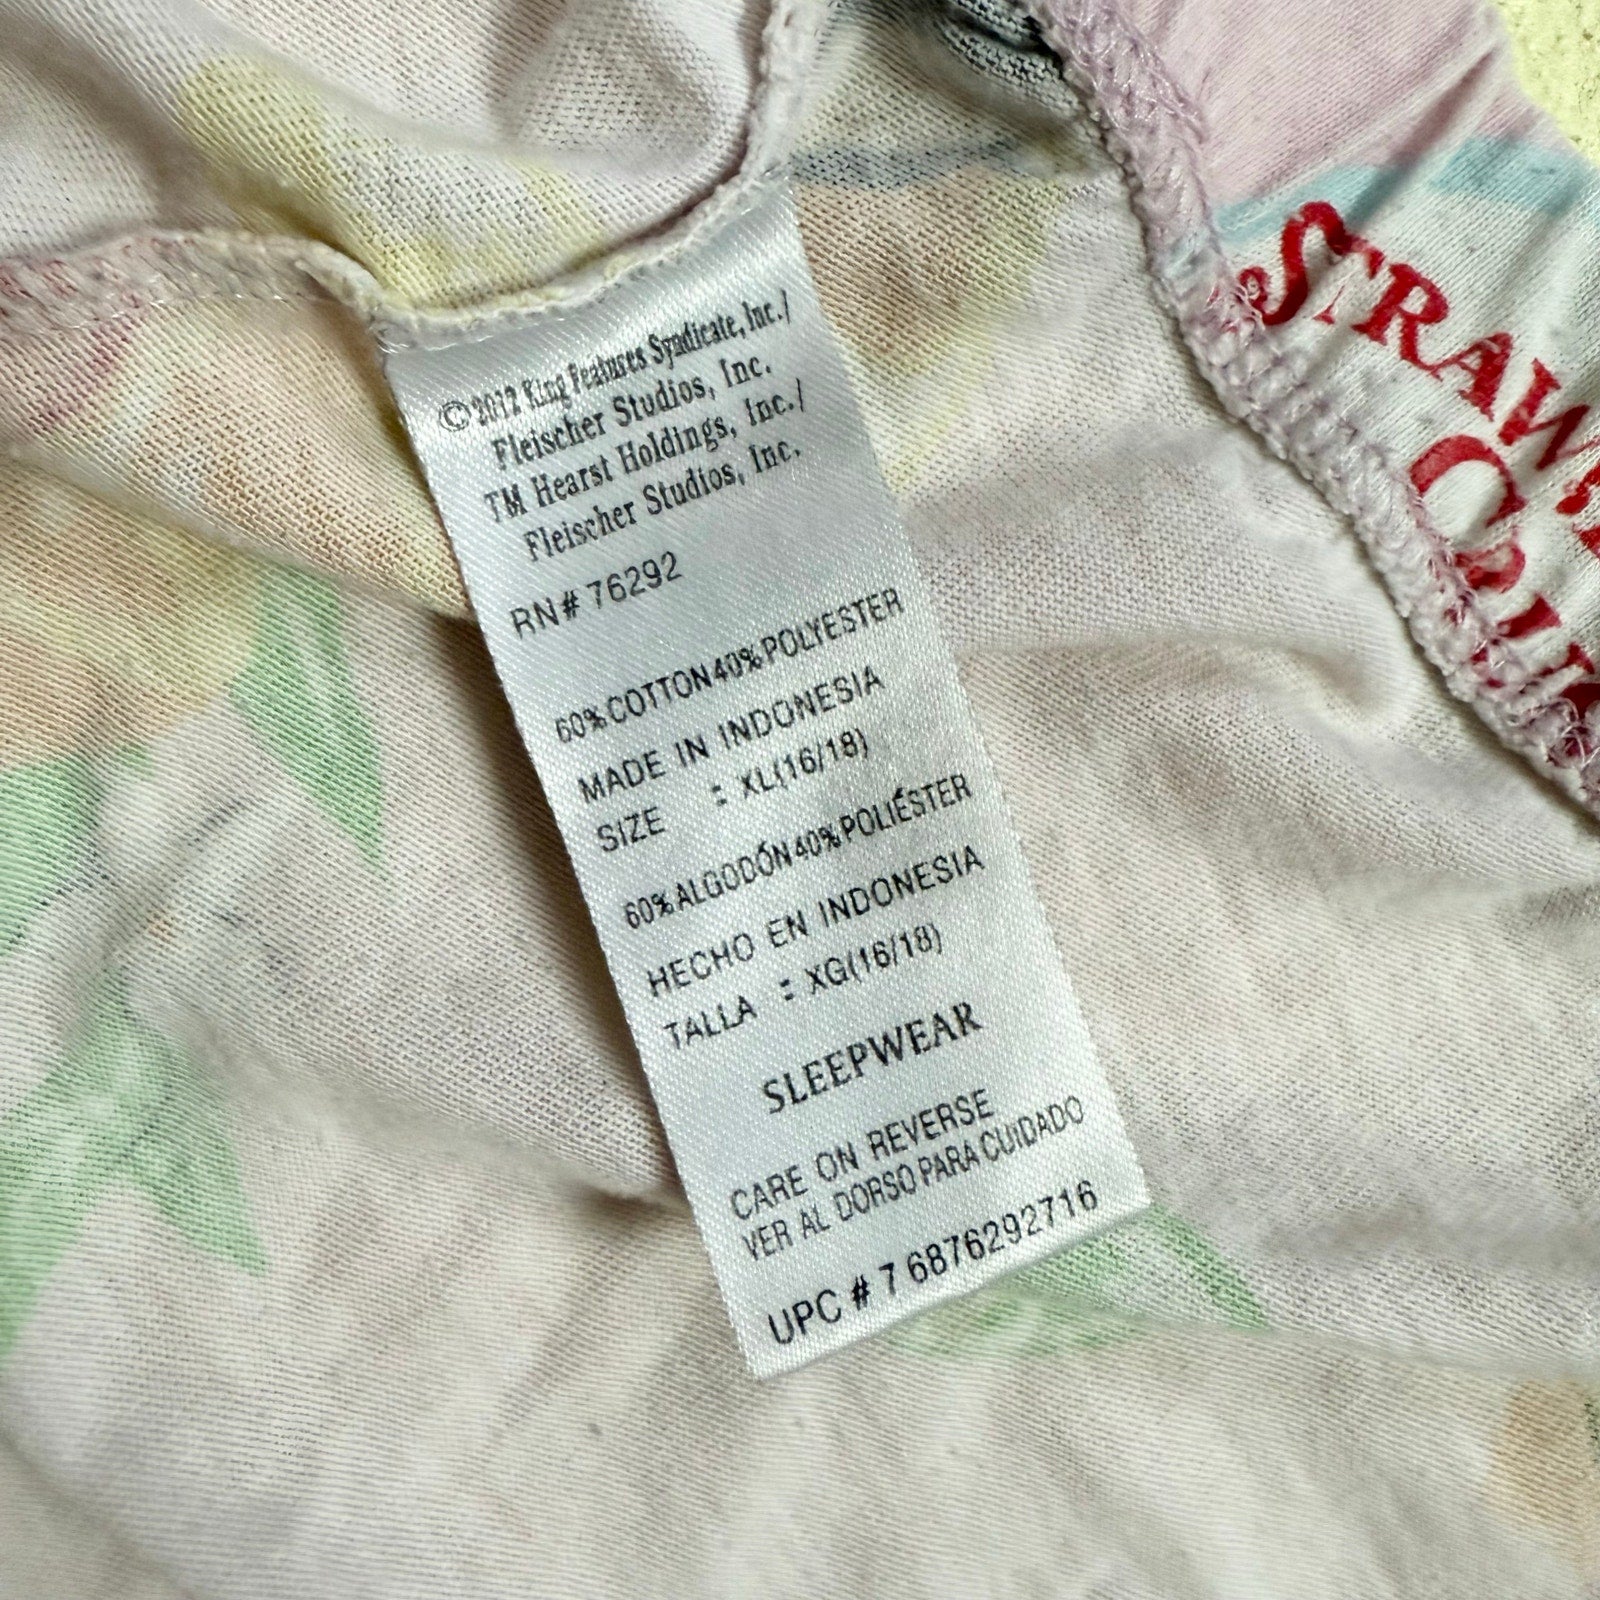 ©2012 King Features Syndicate, Inc./
Fleischer Studios, Inc.
TM Hearst Holdings, Inc./
Fleischer Studios, Inc.
RN# 76292
60% COTTON 40% POLYESTER
MADE IN INDONESIA
SIZE : XL(16/18)
60% ALGODÓN 40% POLIÉSTER
HECHO EN INDONESIA
TALLA : XG(16/18)
SLEEPWEAR
CARE ON REVERSE
VER AL DORSO PARA CUIDADO
UPC # 7 6876292716